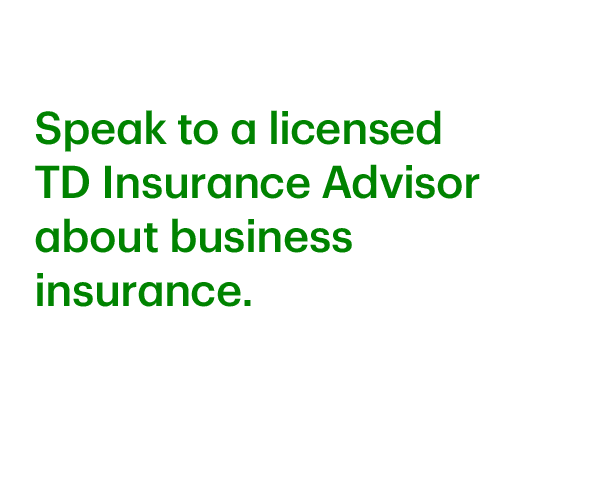 Speak to a licensed
TD Insurance Advisor
about business
insurance.